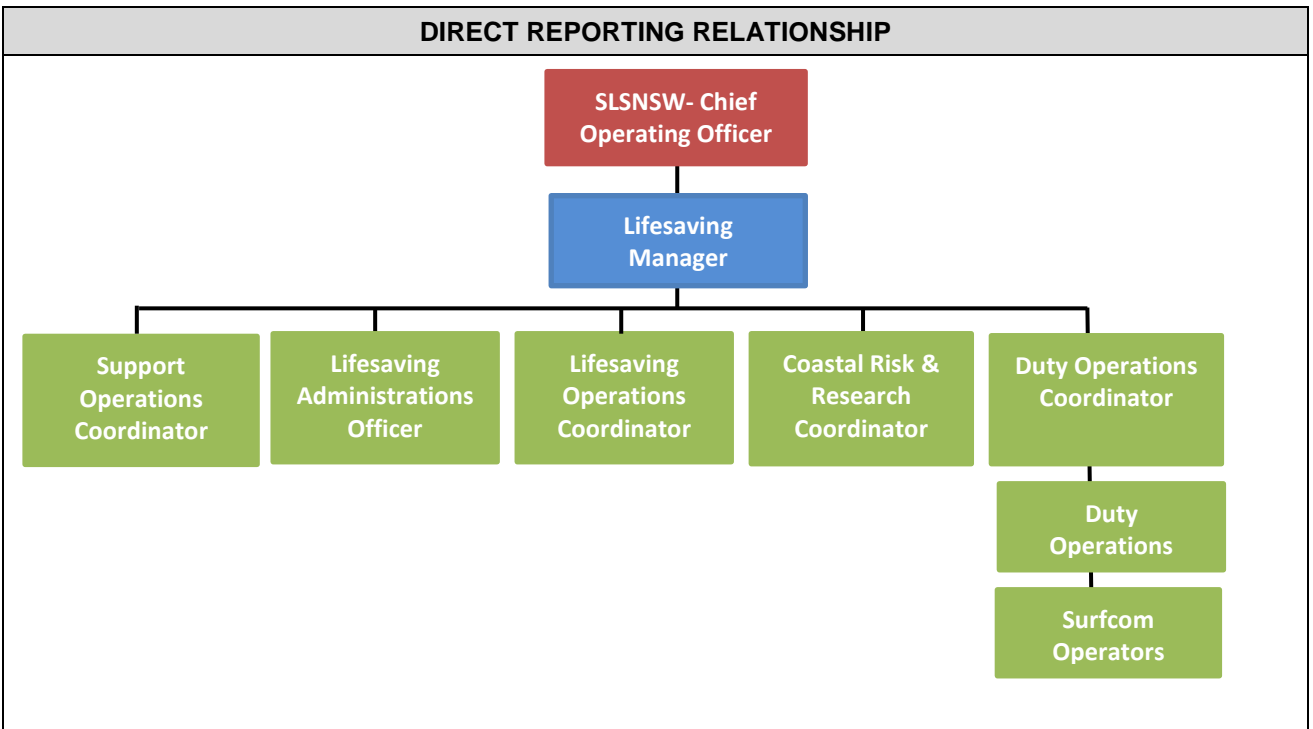 DIRECT REPORTING RELATIONSHIP
SLSNSW- Chief
Operating Officer
Lifesaving
Manager
Support
Operations
Coordinator
Lifesaving
Administrations
Officer
Lifesaving
Operations
Coordinator
Coastal Risk &
Research
Coordinator
Duty Operations
Coordinator
Duty
Operations
Surfcom
Operators